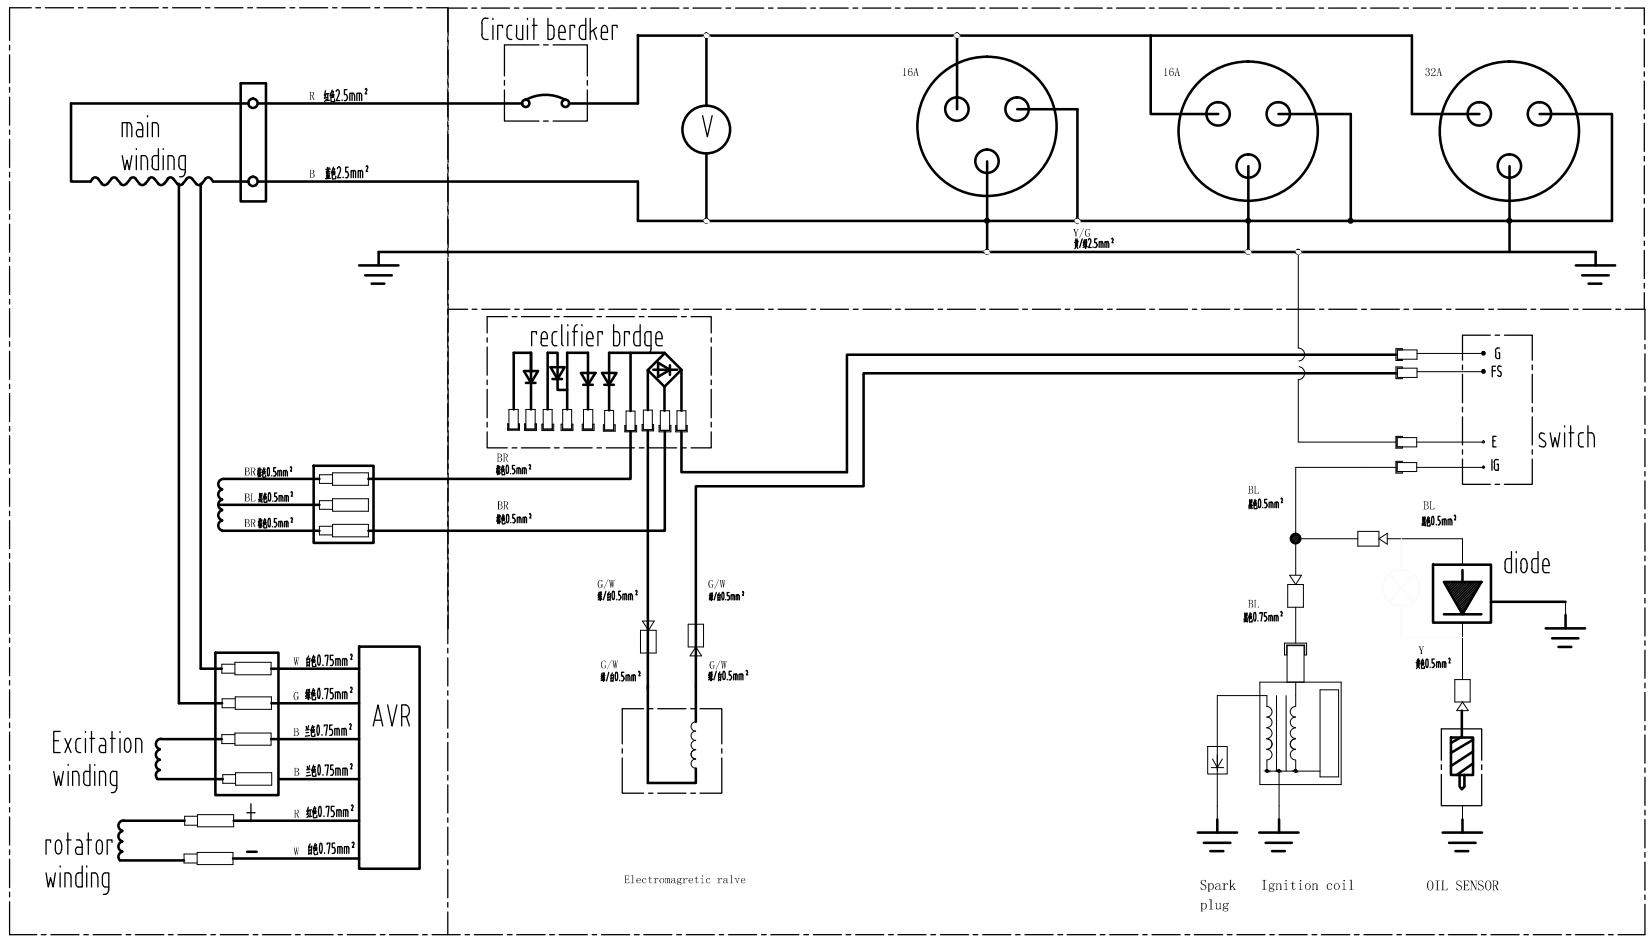 Circuit berdker
16A
16A
32A
R 红色2.5mm²
V
main
winding
B 蓝色2.5mm²
Y/G
黄/绿2.5mm²
reclifier brdge
G
FS
E
IG
switch
BR
棕色0.5mm²
BR棕色0.5mm²
BL 黑色0.5mm²
BR 棕色0.5mm²
BR
棕色0.5mm²
BL
黑色0.5mm²
BL
黑色0.5mm²
diode
G/W
绿/白0.5mm²
G/W
绿/白0.5mm²
BL
黑色0.75mm²
G/W
绿/白0.5mm²
G/W
绿/白0.5mm²
Y
黄色0.5mm²
W 白色0.75mm²
G 绿色0.75mm²
AVR
B 兰色0.75mm²
Excitation
winding
B 兰色0.75mm²
+
R 红色0.75mm²
rotator
winding
−
W 白色0.75mm²
Electromagretic ralve
Spark
plug
Ignition coil
OIL SENSOR